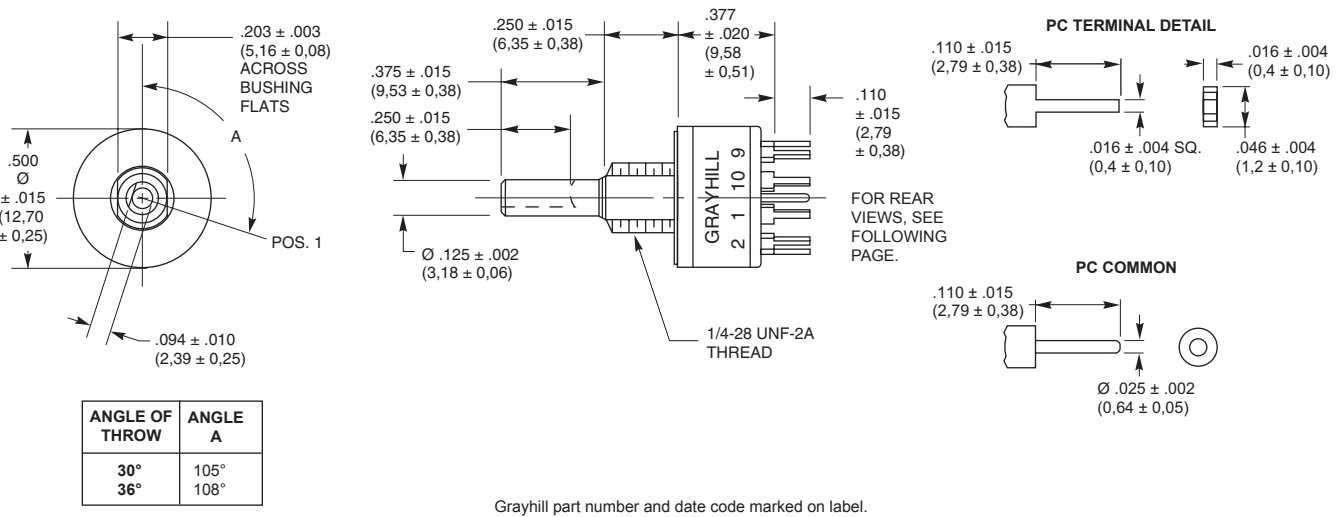 .203 ± .003
(5,16 ± 0,08)
ACROSS
BUSHING
FLATS
A
.500
Ø
± .015
(12,70
± 0,25)
POS. 1
.094 ± .010
(2,39 ± 0,25)
ANGLE OF THROW ANGLE A
30° 105°
36° 108°
.250 ± .015
(6,35 ± 0,38)
.377
± .020
(9,58
± 0,51)
.375 ± .015
(9,53 ± 0,38)
.250 ± .015
(6,35 ± 0,38)
.110
± .015
(2,79
± 0,38)
GRAYHILL
2 1 10 9
Ø .125 ± .002
(3,18 ± 0,06)
1/4-28 UNF-2A
THREAD
FOR REAR
VIEWS, SEE
FOLLOWING
PAGE.
PC TERMINAL DETAIL
.110 ± .015
(2,79 ± 0,38)
.016 ± .004
(0,4 ± 0,10)
.016 ± .004 SQ.
(0,4 ± 0,10)
.046 ± .004
(1,2 ± 0,10)
PC COMMON
.110 ± .015
(2,79 ± 0,38)
Ø .025 ± .002
(0,64 ± 0,05)
Grayhill part number and date code marked on label.